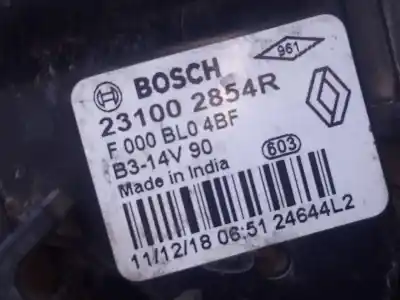 961
BOSCH
23100 2854R
F 000 BL0 4BF
B3-14V 90
603
Made in India
11/12/18 06:51 24644L2